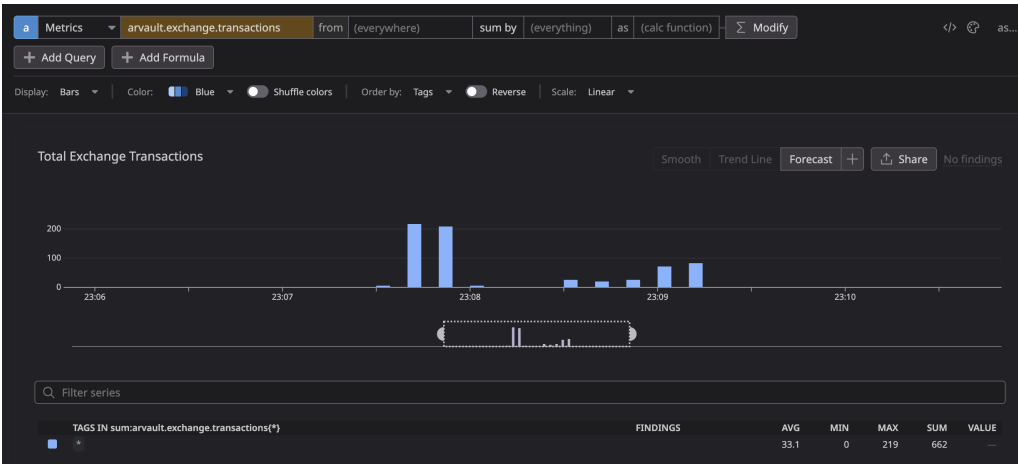 a Metrics arvault.exchange.transactions from (everywhere) sum by (everything) as (calc function) Σ Modify </> as...
+ Add Query + Add Formula
Display: Bars Color: Blue Shuffle colors Order by: Tags Reverse Scale: Linear
Total Exchange Transactions
Smooth Trend Line Forecast + Share No findings
200
100
0
23:06 23:07 23:08 23:09 23:10
Filter series
TAGS IN sum:arvault.exchange.transactions{*} FINDINGS AVG MIN MAX SUM VALUE
* 33.1 0 219 662 —